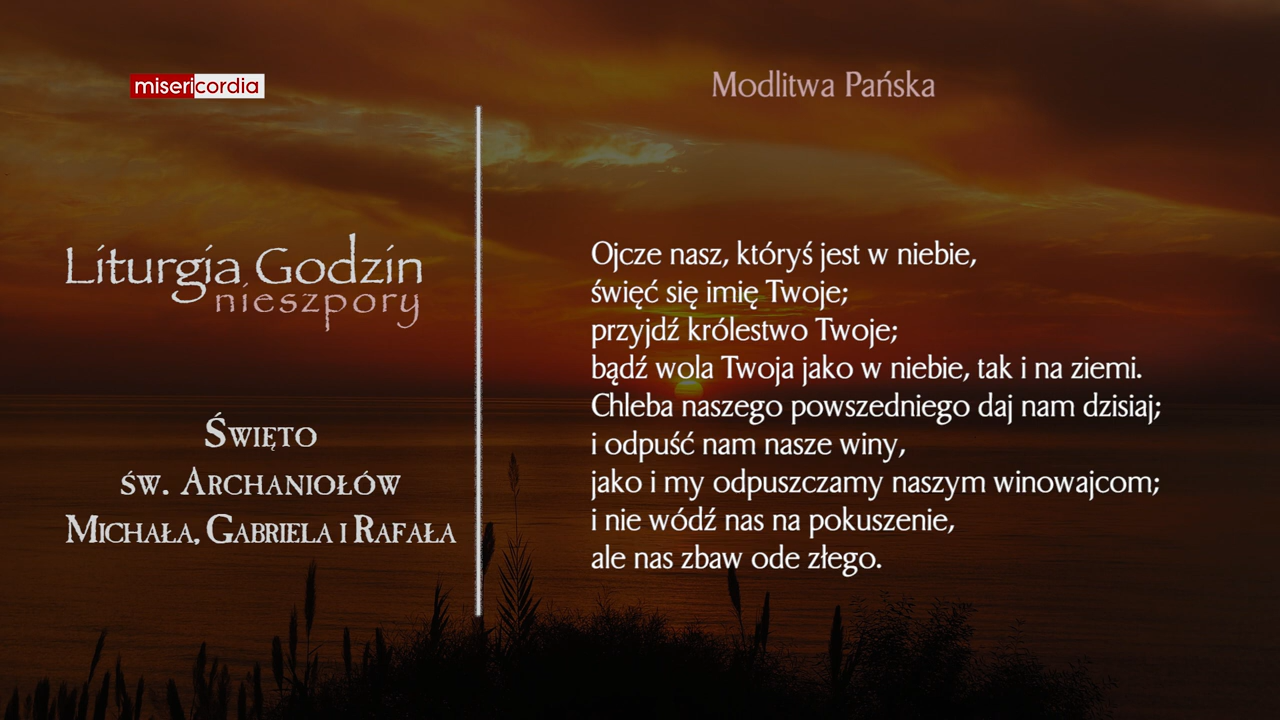 misericordia
Liturgia Godzin
nieszpory
Święto
św. Archaniołów
Michała, Gabriela i Rafała
Modlitwa Pańska
Ojcze nasz, któryś jest w niebie,
święć się imię Twoje;
przyjdź królestwo Twoje;
bądź wola Twoja jako w niebie, tak i na ziemi.
Chleba naszego powszedniego daj nam dzisiaj;
i odpuść nam nasze winy,
jako i my odpuszczamy naszym winowajcom;
i nie wódź nas na pokuszenie,
ale nas zbaw ode złego.